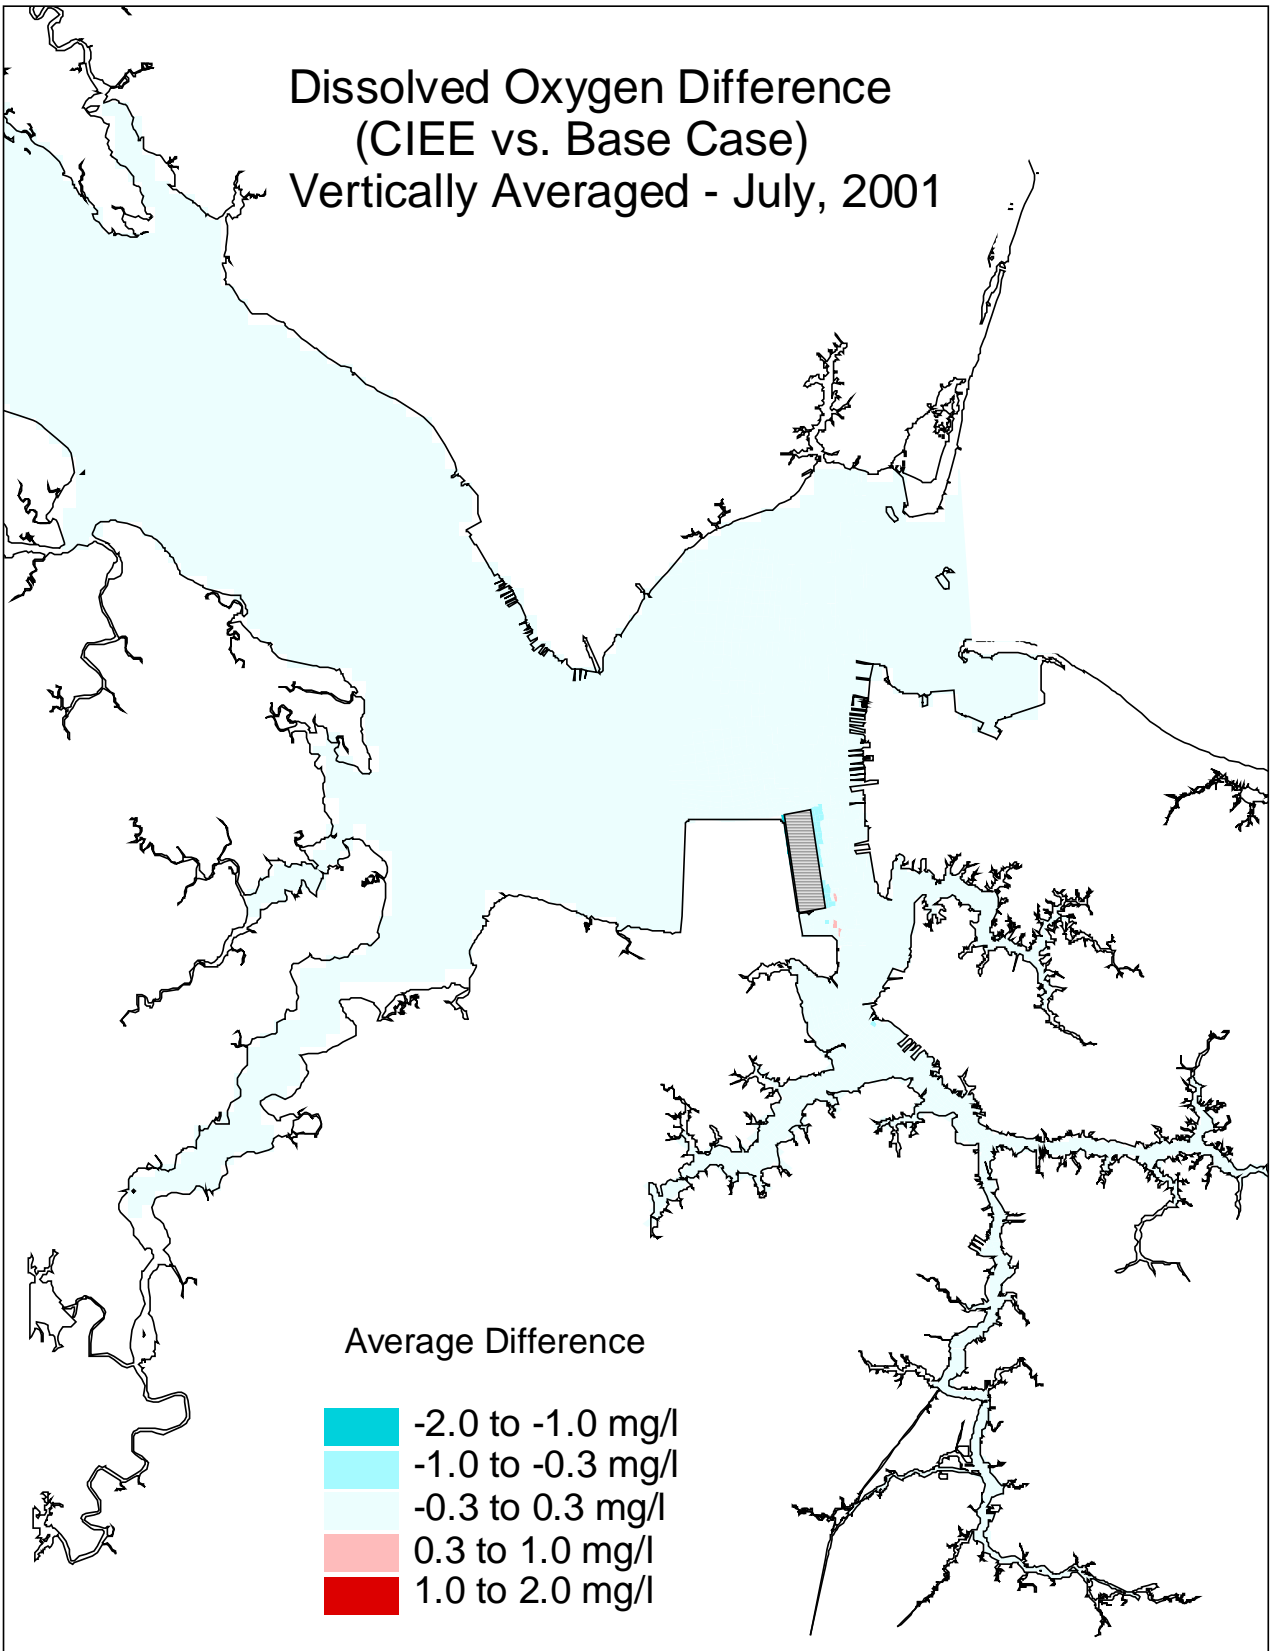 Dissolved Oxygen Difference
(CIEE vs. Base Case)
Vertically Averaged - July, 2001
Average Difference
-2.0 to -1.0 mg/l
-1.0 to -0.3 mg/l
-0.3 to 0.3 mg/l
0.3 to 1.0 mg/l
1.0 to 2.0 mg/l